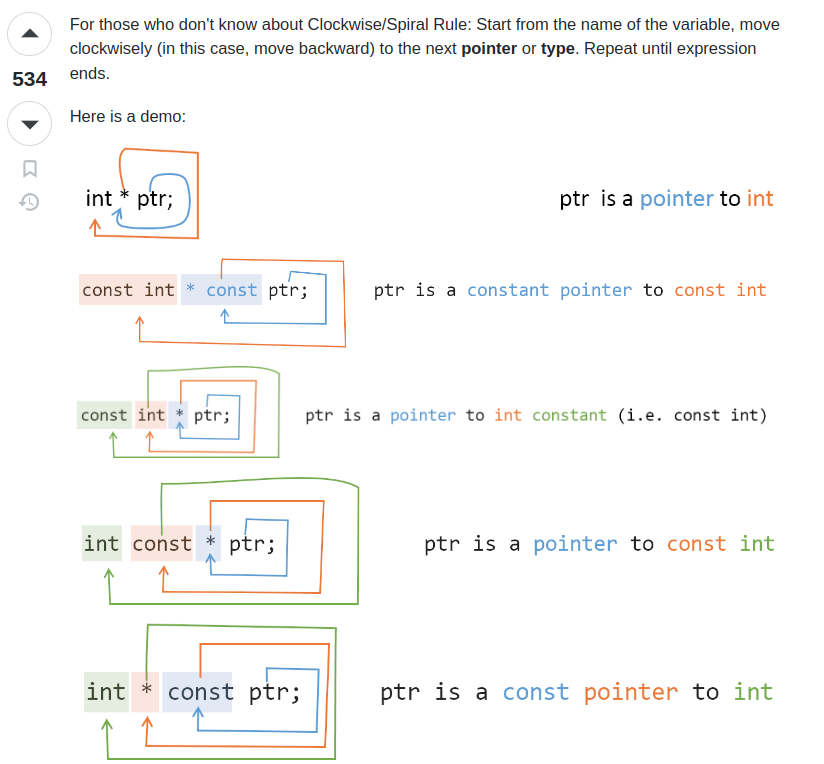 For those who don't know about Clockwise/Spiral Rule: Start from the name of the variable, move
clockwisely (in this case, move backward) to the next pointer or type. Repeat until expression
ends.
534
Here is a demo:
int * ptr; ptr is a pointer to int
const int * const ptr; ptr is a constant pointer to const int
const int * ptr; ptr is a pointer to int constant (i.e. const int)
int const * ptr; ptr is a pointer to const int
int * const ptr; ptr is a const pointer to int